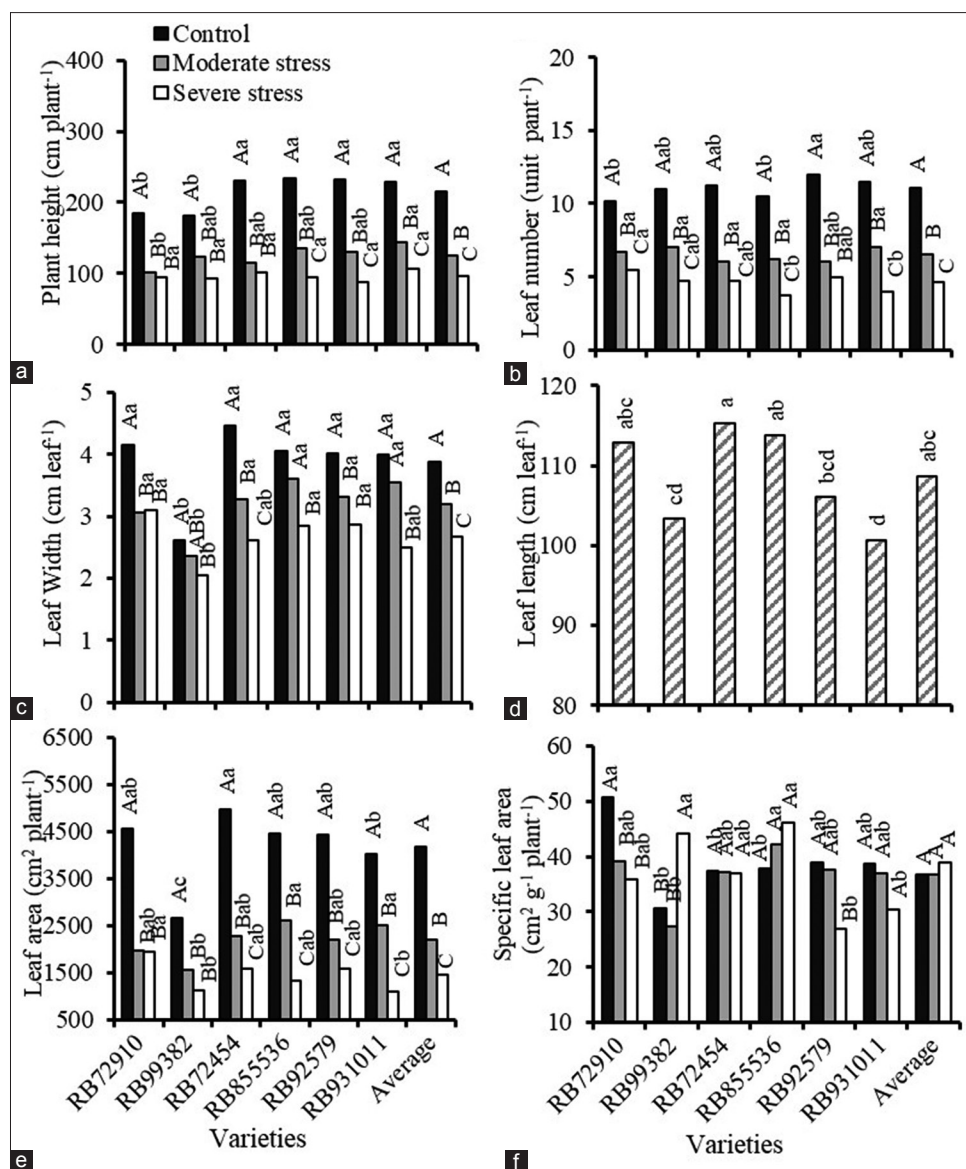 Control
Moderate stress
Severe stress
Plant height (cm plant-1)
400
300
200
100
0
Ab Bb Ba Ab Bab Ba Aa Bab Ba Aa Bab Ca Aa Bab Ca Aa Ba Ca A B C
a
Leaf number (unit pant-1)
20
15
10
5
0
Ab Ba Ca Aab Ba Cab Aab Ba Cab Ab Ba Cb Aa Bab Bab Aab Ba Cb A B C
b
Leaf Width (cm leaf-1)
5
4
3
2
1
0
Aa Ba Ba Ab ABb Bb Aa Ba Cab Aa Aa Ba Aa Ba Ba Aa Aa Bab A B C
c
Leaf length (cm leaf-1)
120
110
100
90
80
abc cd a ab bcd d abc
d
Leaf area (cm2 plant-1)
6500
5500
4500
3500
2500
1500
500
Aab Bab Ba Ac Bb Bb Aa Bab Cab Aab Ba Cab Aab Bab Cab Ab Ba Cb A B C
RB72910 RB99382 RB72454 RB855536 RB92579 RB931011 Average
Varieties
e
Specific leaf area
(cm2 g-1 plant-1)
60
50
40
30
20
10
Aa Bab Bab Bb Bb Aa Ab Aab Aab Ab Aa Aa Aab Aab Bb Aab Aab Ab A A A
RB72910 RB99382 RB72454 RB855536 RB92579 RB931011 Average
Varieties
f